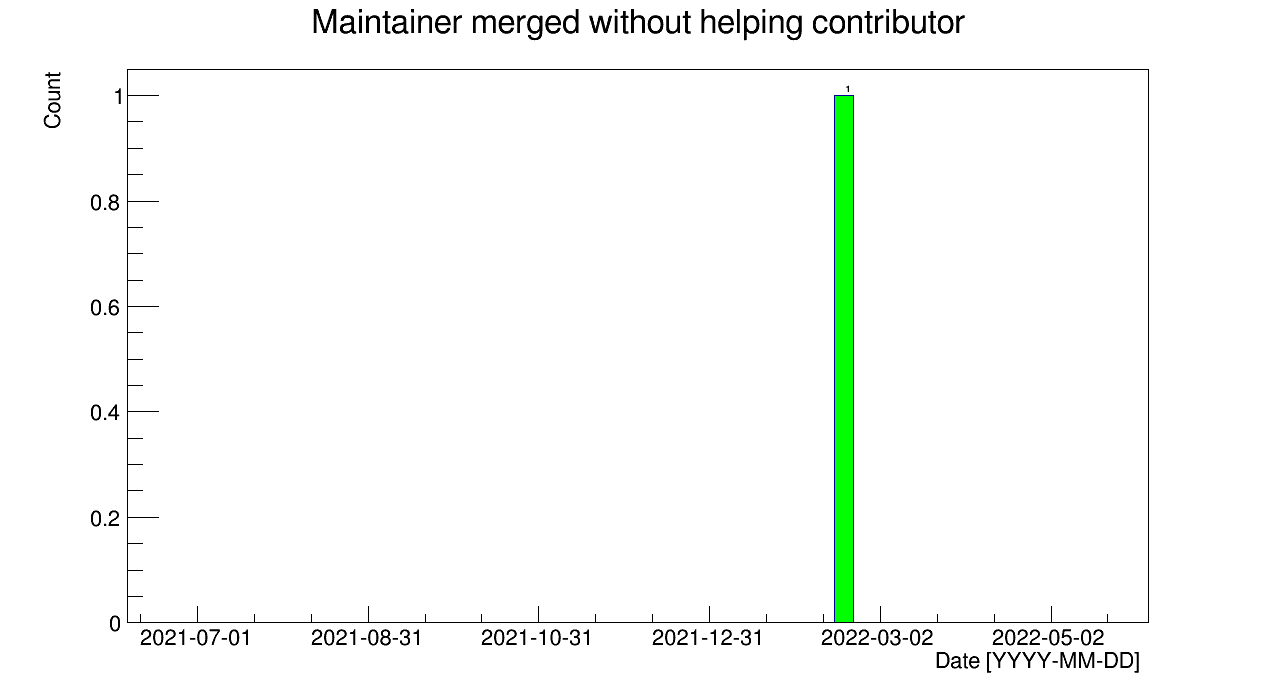 Maintainer merged without helping contributor
Count
1
1
0.8
0.6
0.4
0.2
0
2021-07-01 2021-08-31 2021-10-31 2021-12-31 2022-03-02 2022-05-02
Date [YYYY-MM-DD]